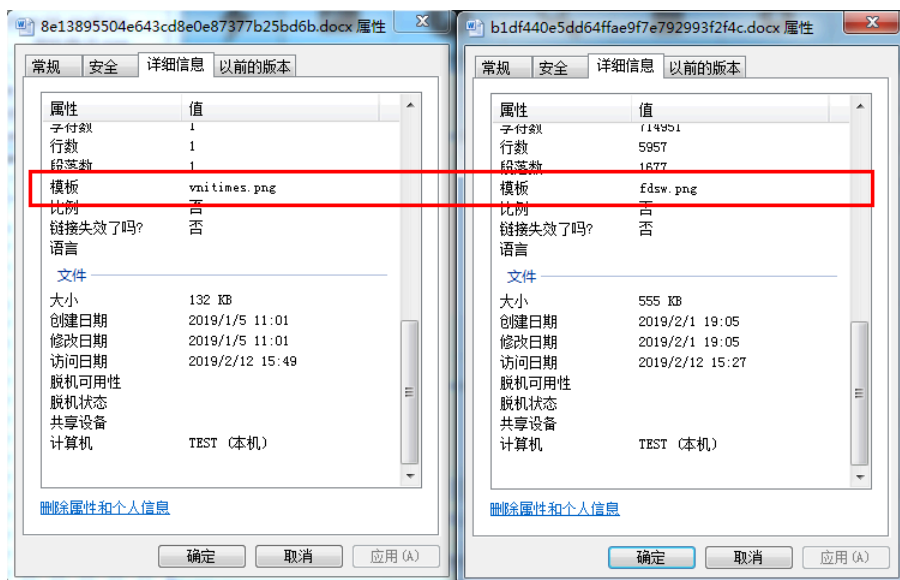 8e13895504e643cd8e0e87377b25bd6b.docx 属性
常规 安全 详细信息 以前的版本
属性 值
字符数 1
行数 1
段落数 1
模板 vnitimes.png
比例 否
链接失效了吗? 否
语言
文件
大小 132 KB
创建日期 2019/1/5 11:01
修改日期 2019/1/5 11:01
访问日期 2019/2/12 15:49
脱机可用性
脱机状态
共享设备
计算机 TEST (本机)
删除属性和个人信息
确定 取消 应用(A)
b1df440e5dd64ffae9f7e792993f2f4c.docx 属性
常规 安全 详细信息 以前的版本
属性 值
字符数 714951
行数 5957
段落数 1677
模板 fdsw.png
比例 否
链接失效了吗? 否
语言
文件
大小 555 KB
创建日期 2019/2/1 19:05
修改日期 2019/2/1 19:05
访问日期 2019/2/12 15:27
脱机可用性
脱机状态
共享设备
计算机 TEST (本机)
删除属性和个人信息
确定 取消 应用(A)